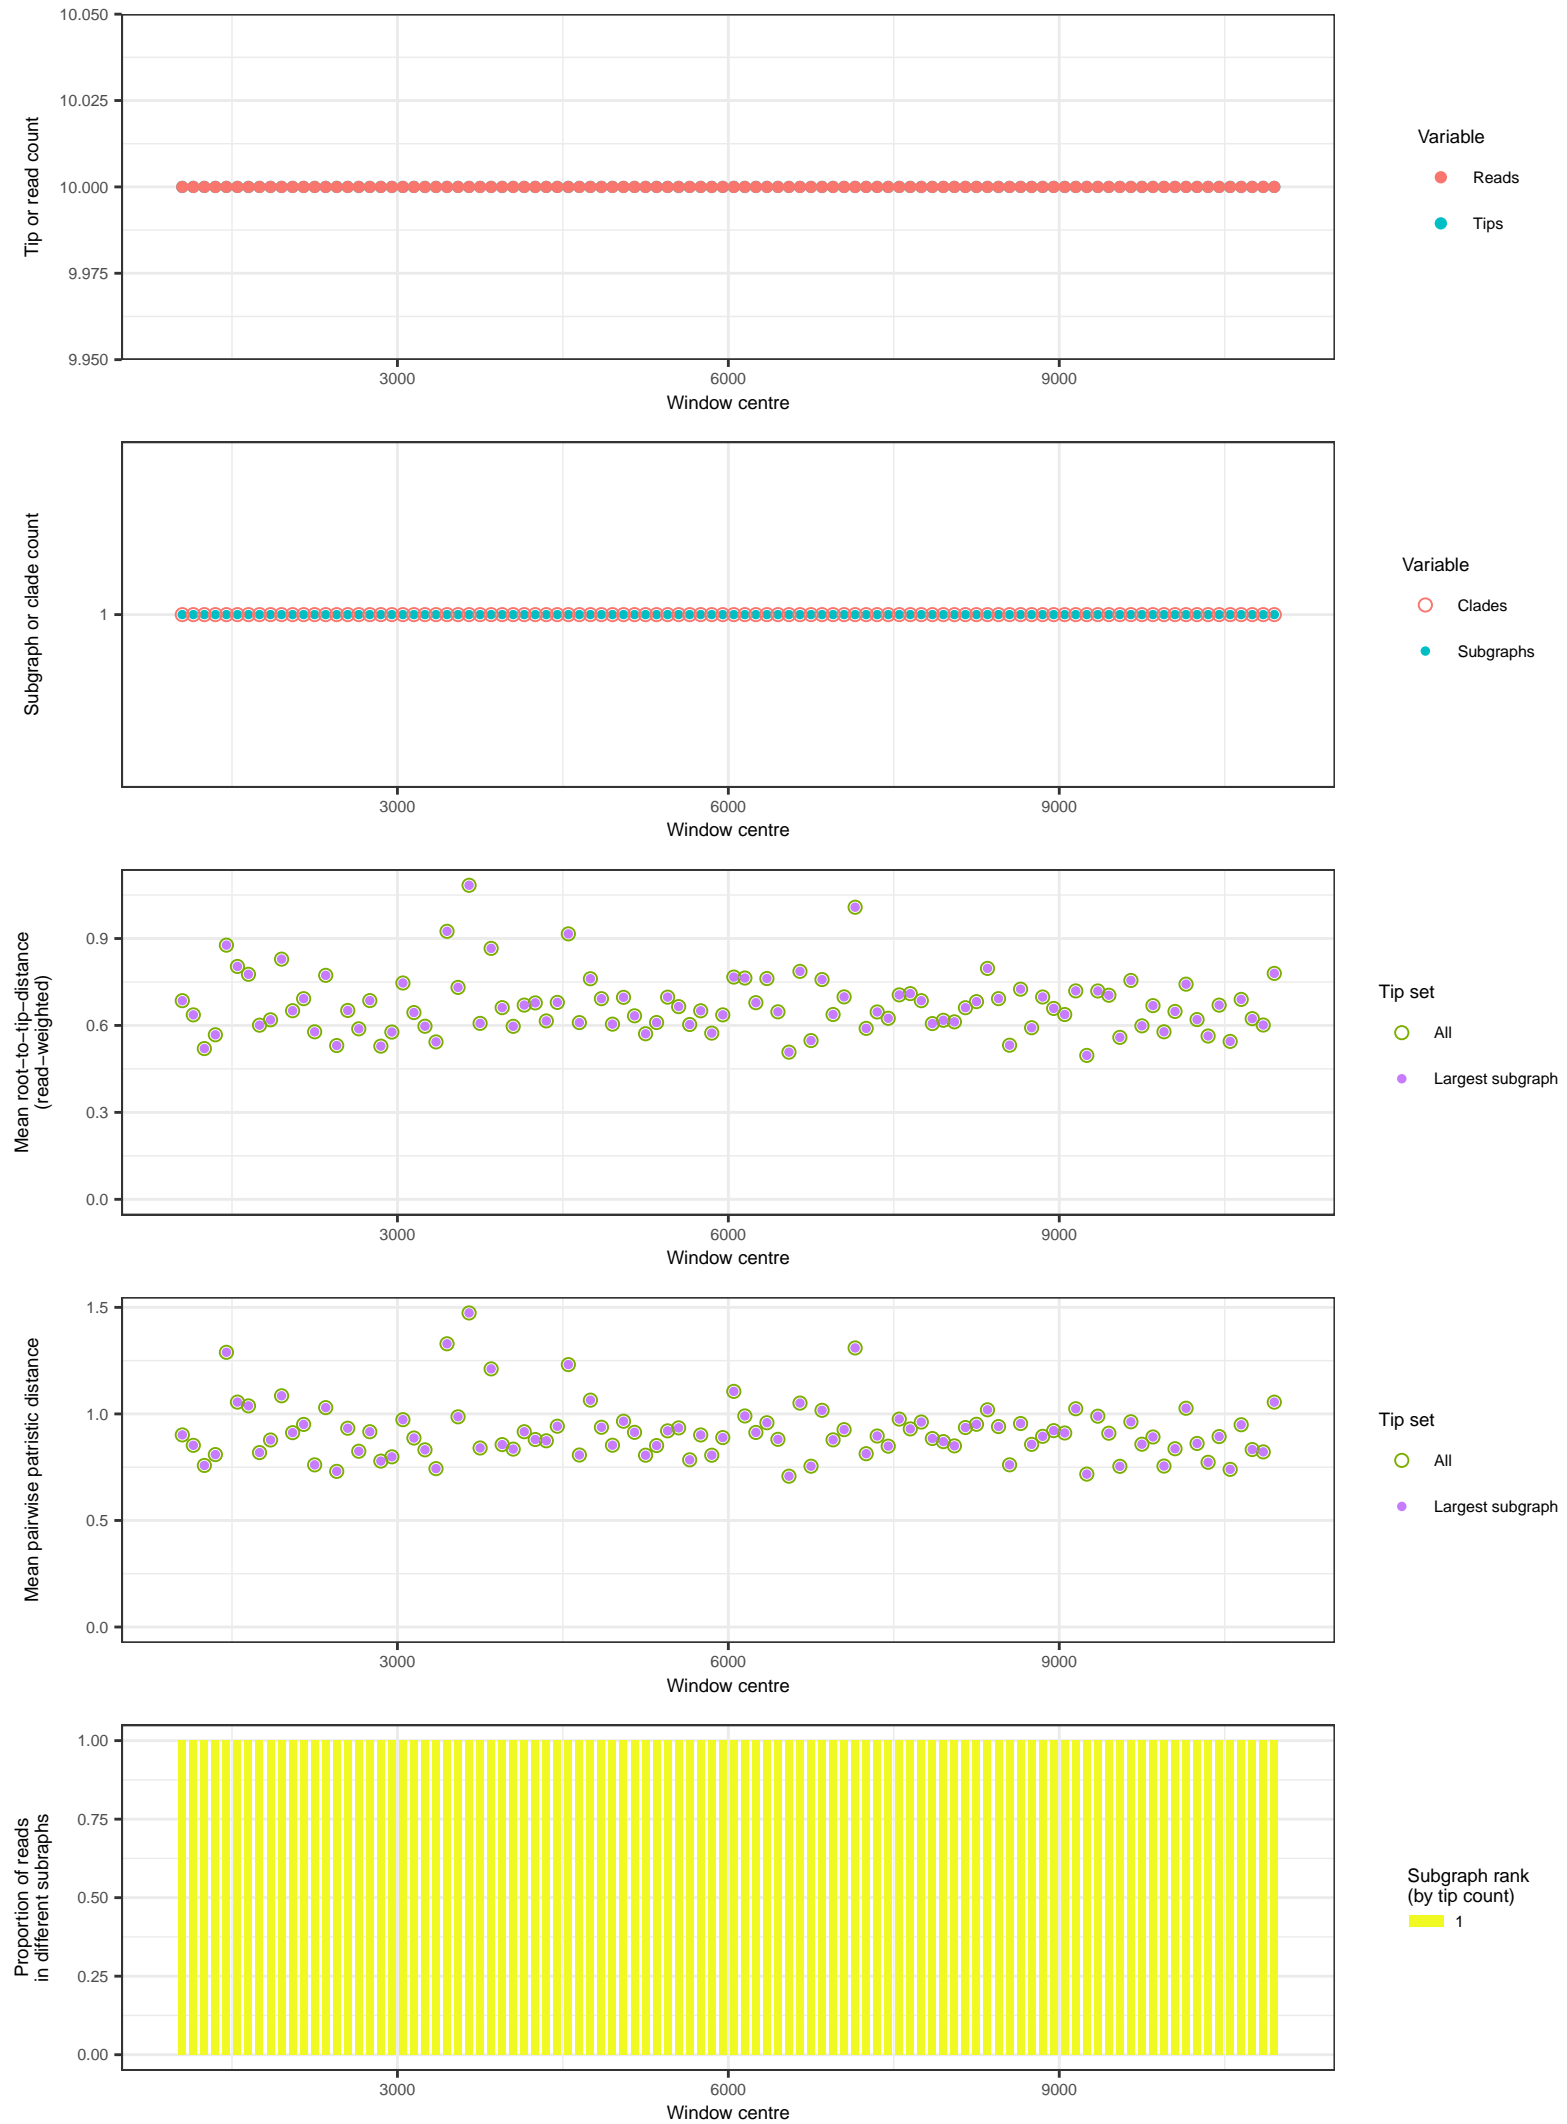 10.050
10.025
10.000
9.975
9.950
Tip or read count
3000
6000
9000
Window centre
Variable
Reads
Tips
1
Subgraph or clade count
3000
6000
9000
Window centre
Variable
Clades
Subgraphs
0.9
0.6
0.3
0.0
Mean root−to−tip−distance
(read−weighted)
3000
6000
9000
Window centre
Tip set
All
Largest subgraph
1.5
1.0
0.5
0.0
Mean pairwise patristic distance
3000
6000
9000
Window centre
Tip set
All
Largest subgraph
1.00
0.75
0.50
0.25
0.00
Proportion of reads
in different subraphs
3000
6000
9000
Window centre
Subgraph rank
(by tip count)
1